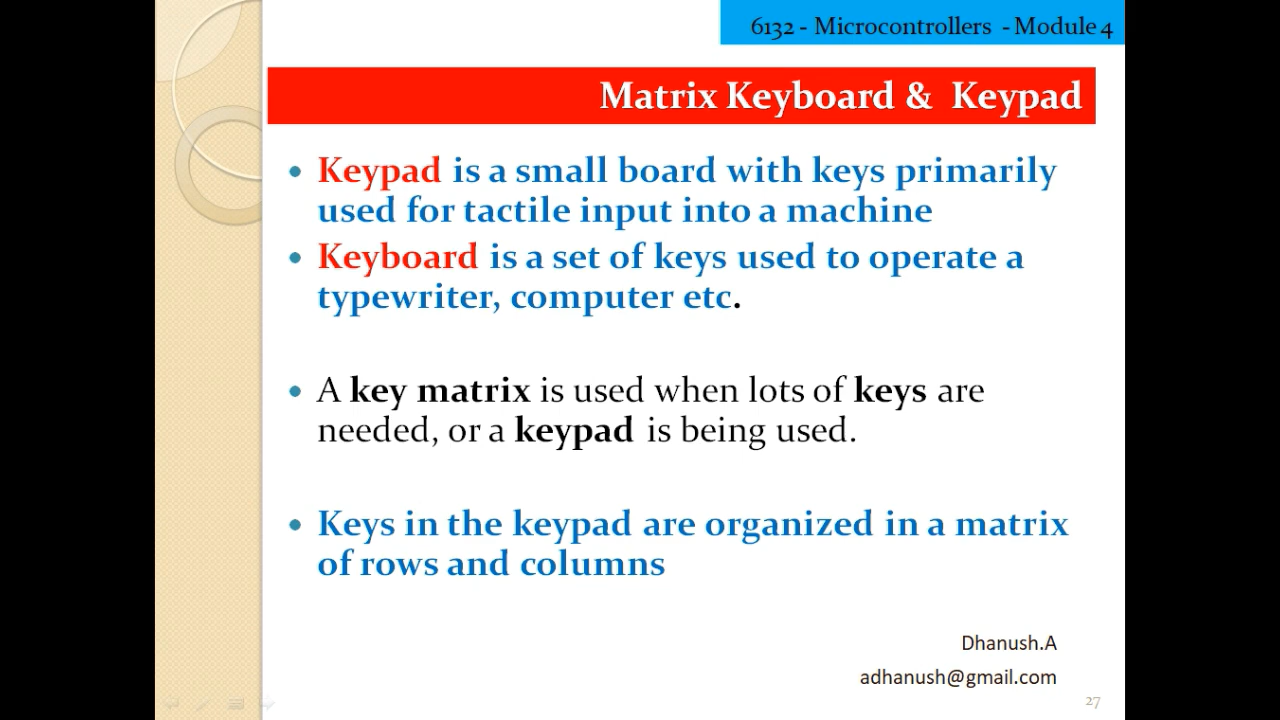 6132 - Microcontrollers - Module 4
Matrix Keyboard & Keypad
Keypad is a small board with keys primarily
used for tactile input into a machine
Keyboard is a set of keys used to operate a
typewriter, computer etc.
A key matrix is used when lots of keys are
needed, or a keypad is being used.
Keys in the keypad are organized in a matrix
of rows and columns
Dhanush.A
adhanush@gmail.com
27